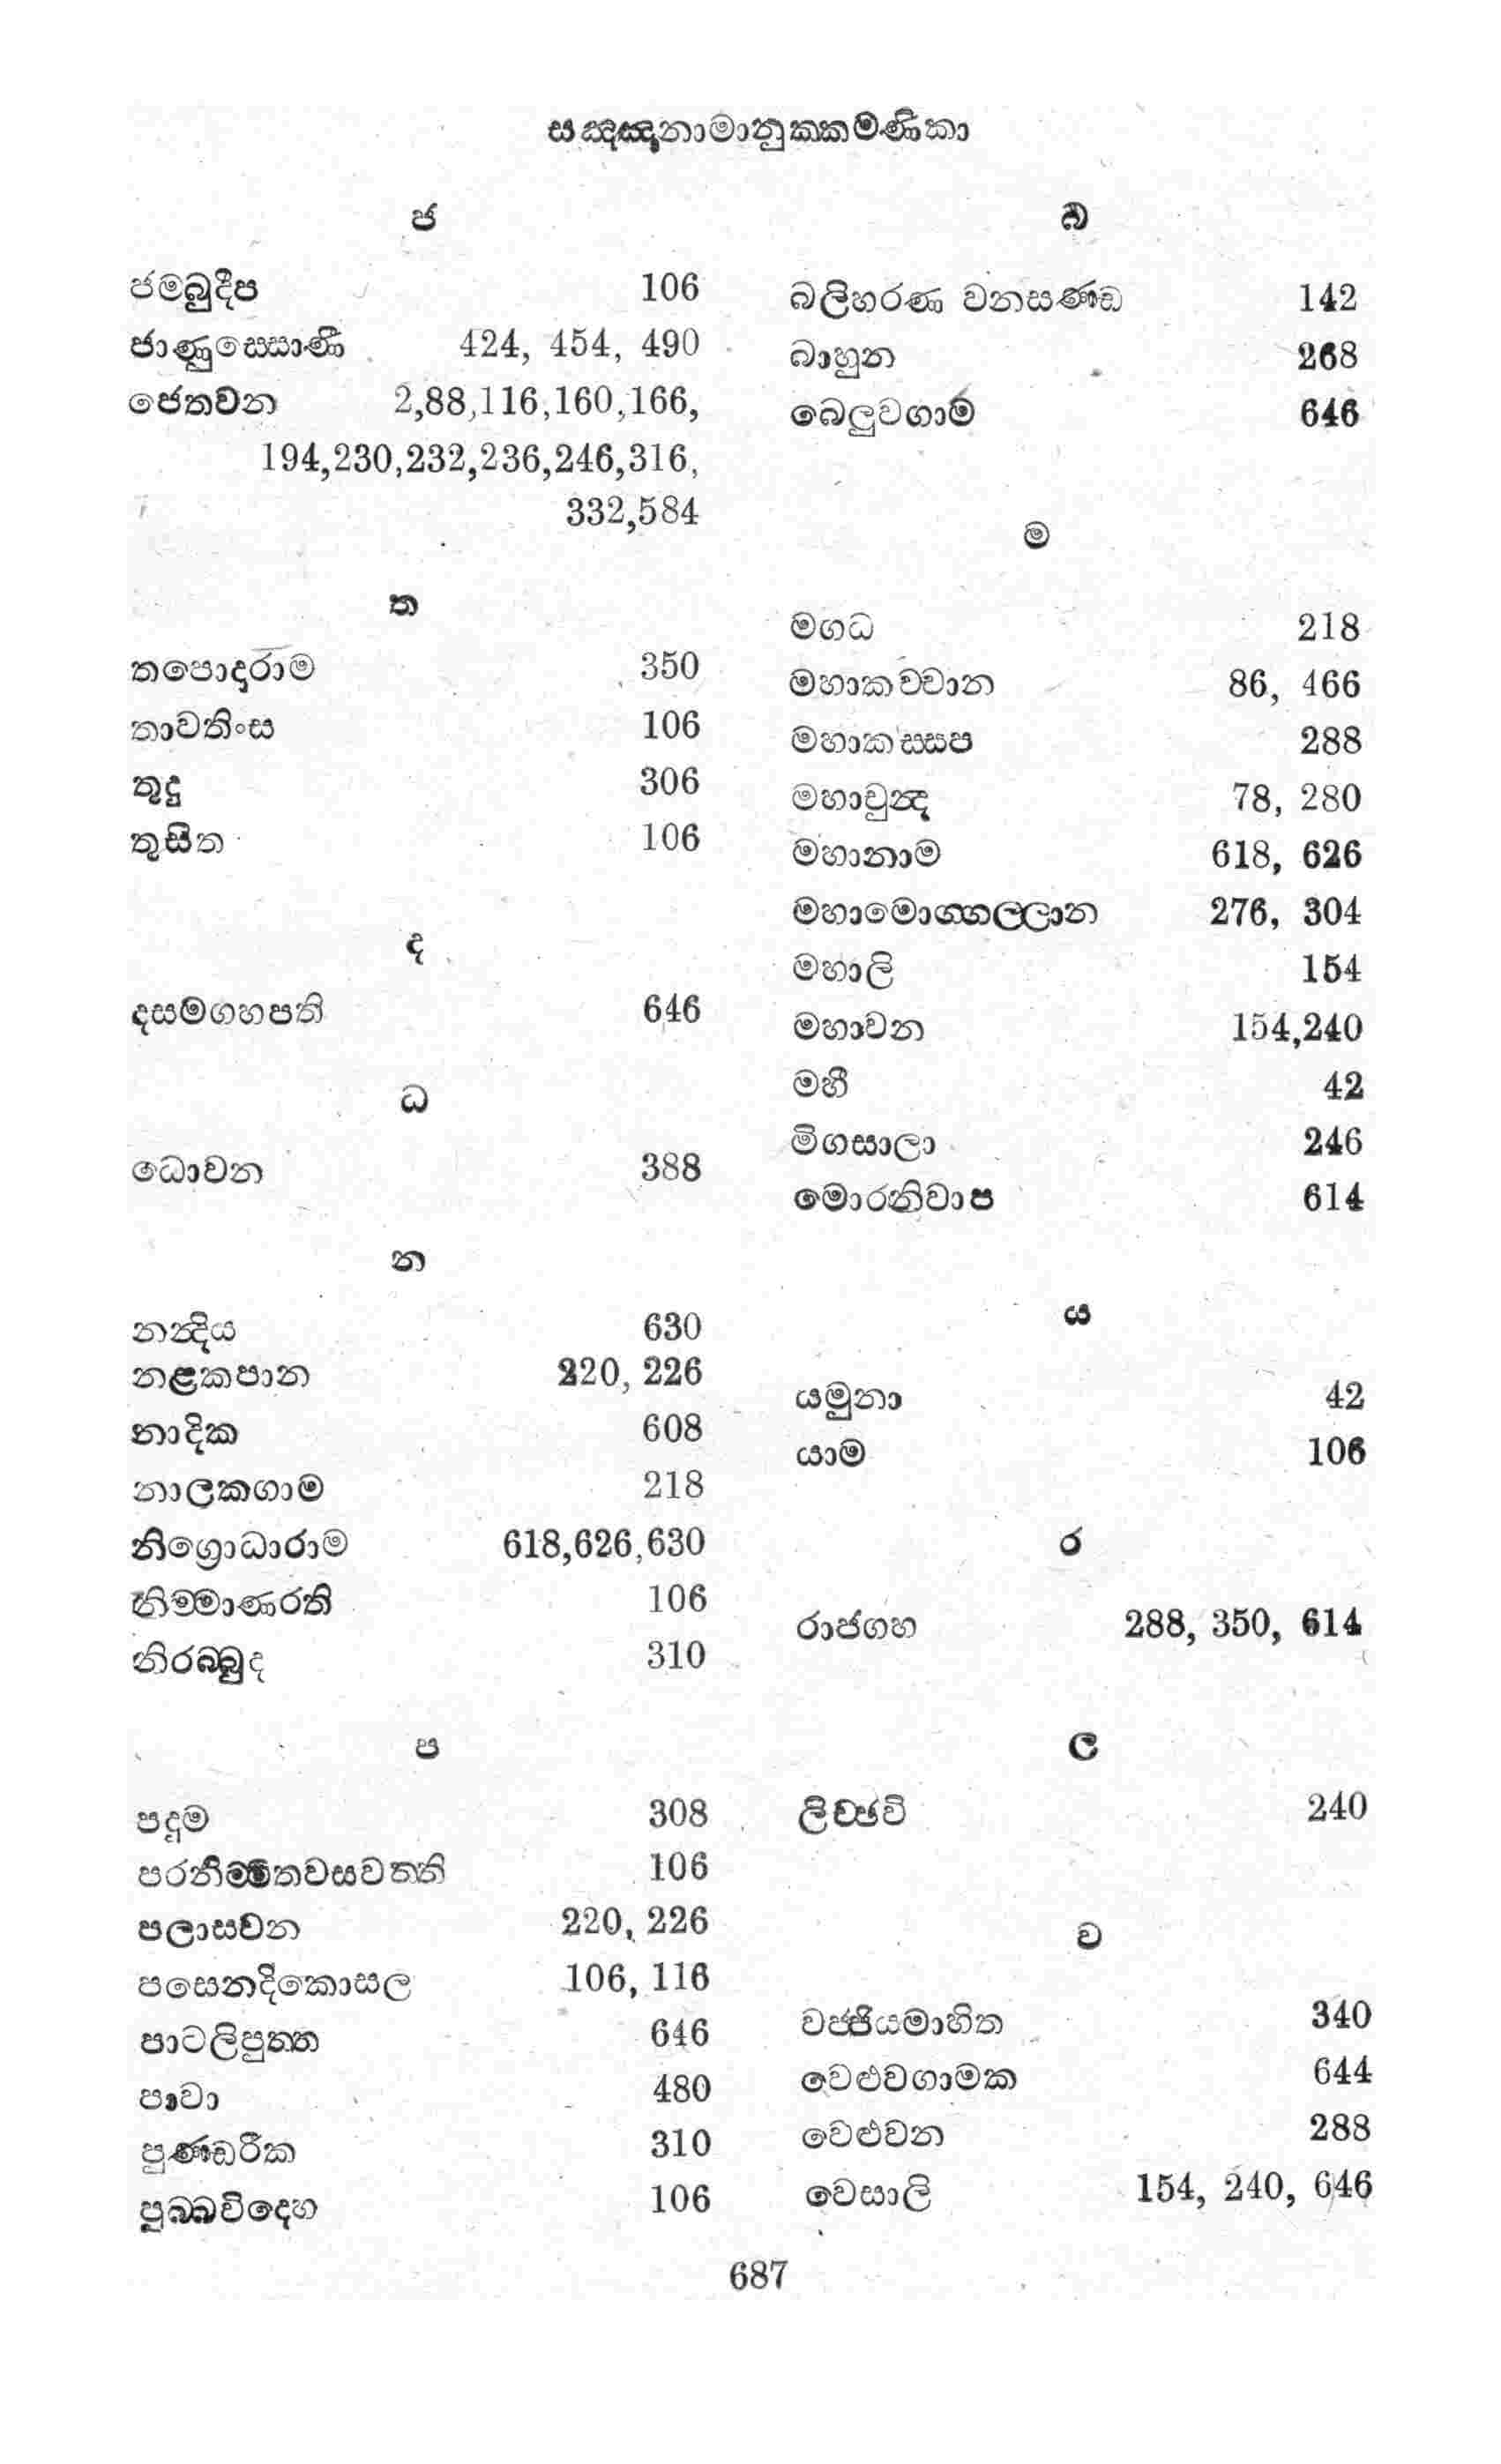 සඤ්ඤානාමානුක්කමණිකා
ජ
ජම්බුදීප 106
ජාණුස්සොණී 424, 454, 490
ජෙතවන 2,88,116,160,166,
194,230,232,236,246,316,
332,584
ත
තපොදාරාම 350
තාවතිංස 106
තුදු 306
තුසිත 106
ද
දසමගහපති 646
ධ
ධොවන 388
න
නන්දිය 630
නළකපාන 220, 226
නාදික 608
නාලකගාම 218
නිග්‍රොධාරාම 618,626,630
නිම්මාණරති 106
නිරබ්බුද 310
ප
පදුම 308
පරනිම්මිතවසවත්ති 106
පලාසවන 220, 226
පසෙනදිකොසල 106, 116
පාටලිපුත්ත 646
පාවා 480
පුණ්ඩරීක 310
පුබ්බවිදෙහ 106
බ
බලිහරණ වනසණ්ඩ 142
බාහුන 268
බෙලුවගාම 646
ම
මගධ 218
මහාකච්චාන 86, 466
මහාකස්සප 288
මහාචුන්ද 78, 280
මහානාම 618, 626
මහාමොග්ගල්ලාන 276, 304
මහාලි 154
මහාවන 154,240
මහී 42
මිගසාලා 246
මොරනිවාප 614
ය
යමුනා 42
යාම 106
ර
රාජගහ 288, 350, 614
ල
ලිච්ඡවි 240
ව
වජ්ජියමාහිත 340
වෙළුවගාමක 644
වෙළුවන 288
වෙසාලි 154, 240, 646
687